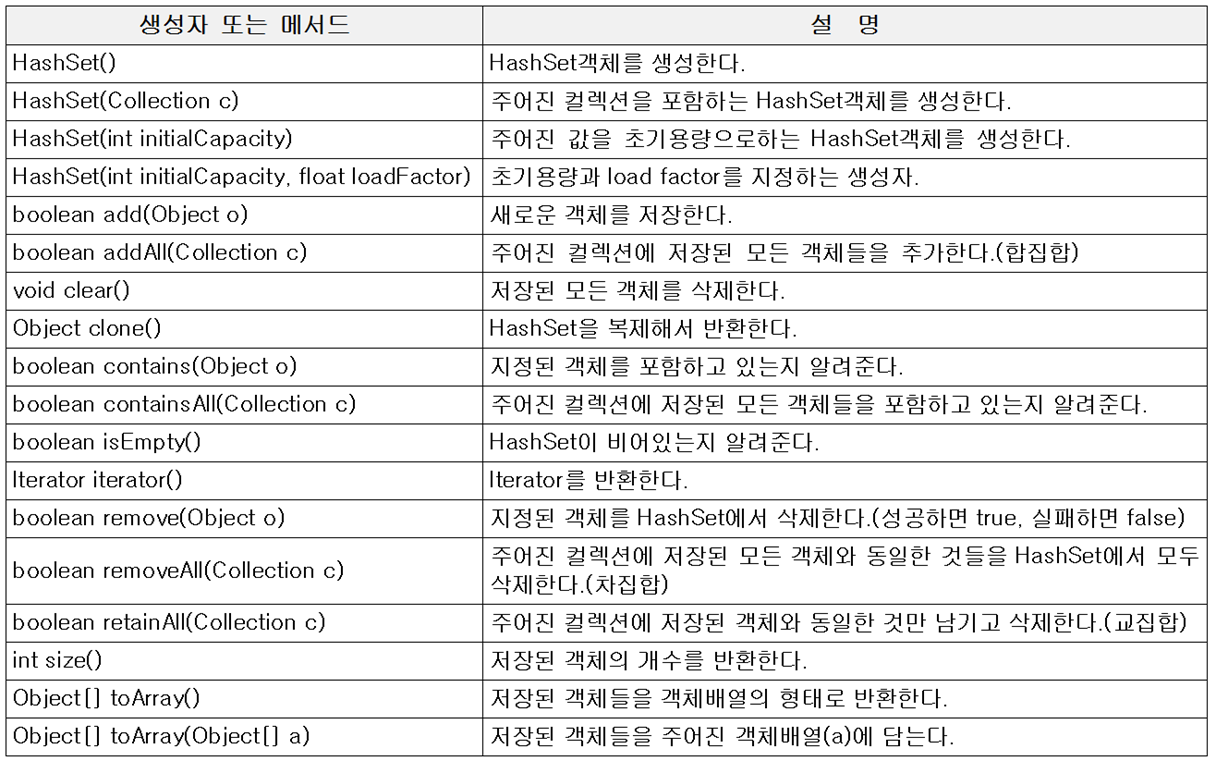 생성자 또는 메서드 설 명
HashSet() HashSet객체를 생성한다.
HashSet(Collection c) 주어진 컬렉션을 포함하는 HashSet객체를 생성한다.
HashSet(int initialCapacity) 주어진 값을 초기용량으로하는 HashSet객체를 생성한다.
HashSet(int initialCapacity, float loadFactor) 초기용량과 load factor를 지정하는 생성자.
boolean add(Object o) 새로운 객체를 저장한다.
boolean addAll(Collection c) 주어진 컬렉션에 저장된 모든 객체들을 추가한다.(합집합)
void clear() 저장된 모든 객체를 삭제한다.
Object clone() HashSet을 복제해서 반환한다.
boolean contains(Object o) 지정된 객체를 포함하고 있는지 알려준다.
boolean containsAll(Collection c) 주어진 컬렉션에 저장된 모든 객체들을 포함하고 있는지 알려준다.
boolean isEmpty() HashSet이 비어있는지 알려준다.
Iterator iterator() Iterator를 반환한다.
boolean remove(Object o) 지정된 객체를 HashSet에서 삭제한다.(성공하면 true, 실패하면 false)
boolean removeAll(Collection c) 주어진 컬렉션에 저장된 모든 객체와 동일한 것들을 HashSet에서 모두
삭제한다.(차집합)
boolean retainAll(Collection c) 주어진 컬렉션에 저장된 객체와 동일한 것만 남기고 삭제한다.(교집합)
int size() 저장된 객체의 개수를 반환한다.
Object[] toArray() 저장된 객체들을 객체배열의 형태로 반환한다.
Object[] toArray(Object[] a) 저장된 객체들을 주어진 객체배열(a)에 담는다.